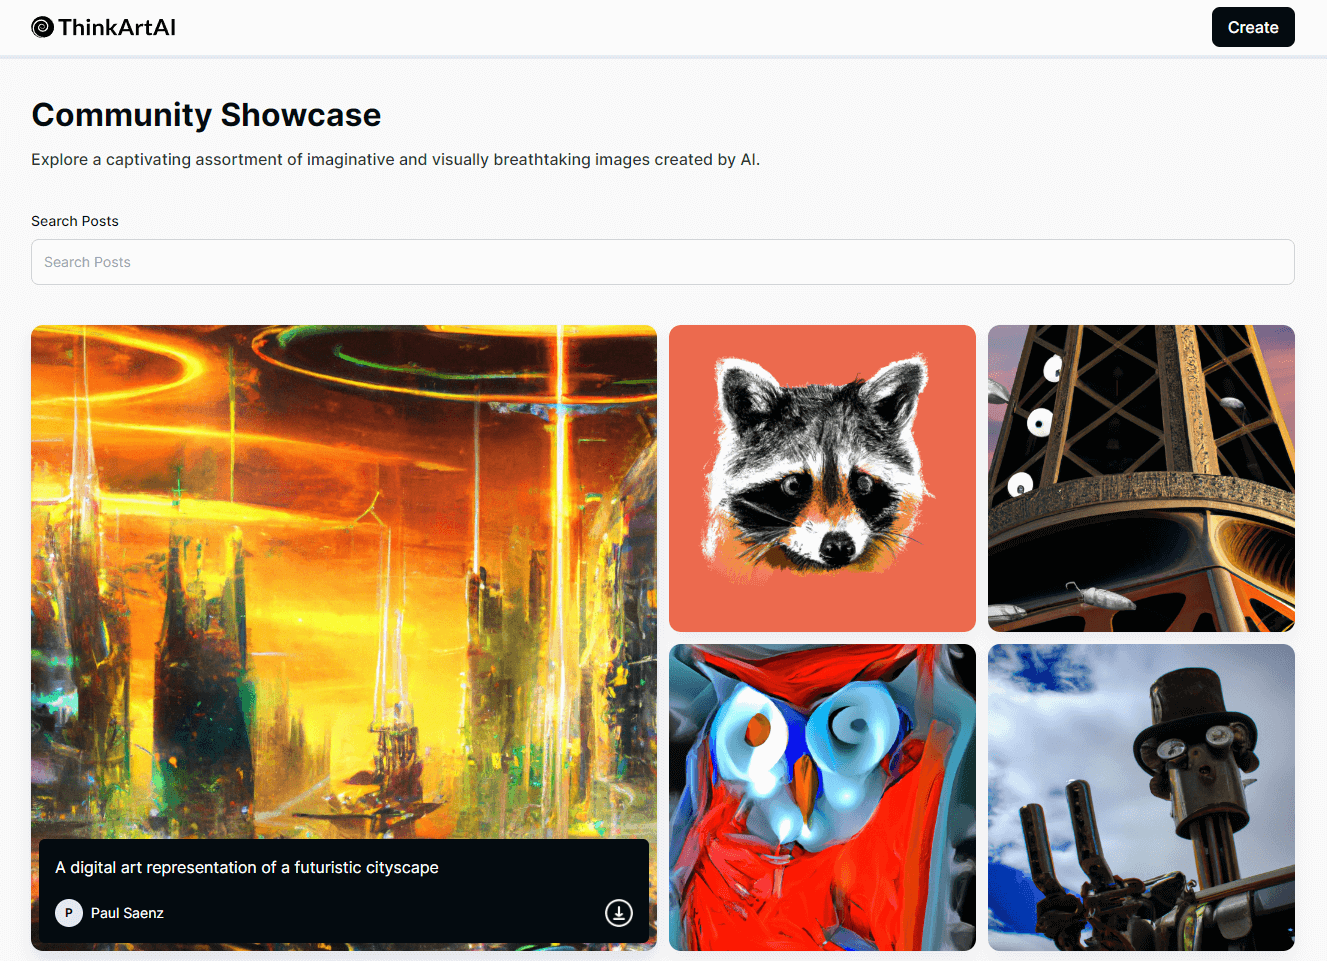 ThinkArtAI
Create
Community Showcase
Explore a captivating assortment of imaginative and visually breathtaking images created by AI.
Search Posts
Search Posts
A digital art representation of a futuristic cityscape
P
Paul Saenz